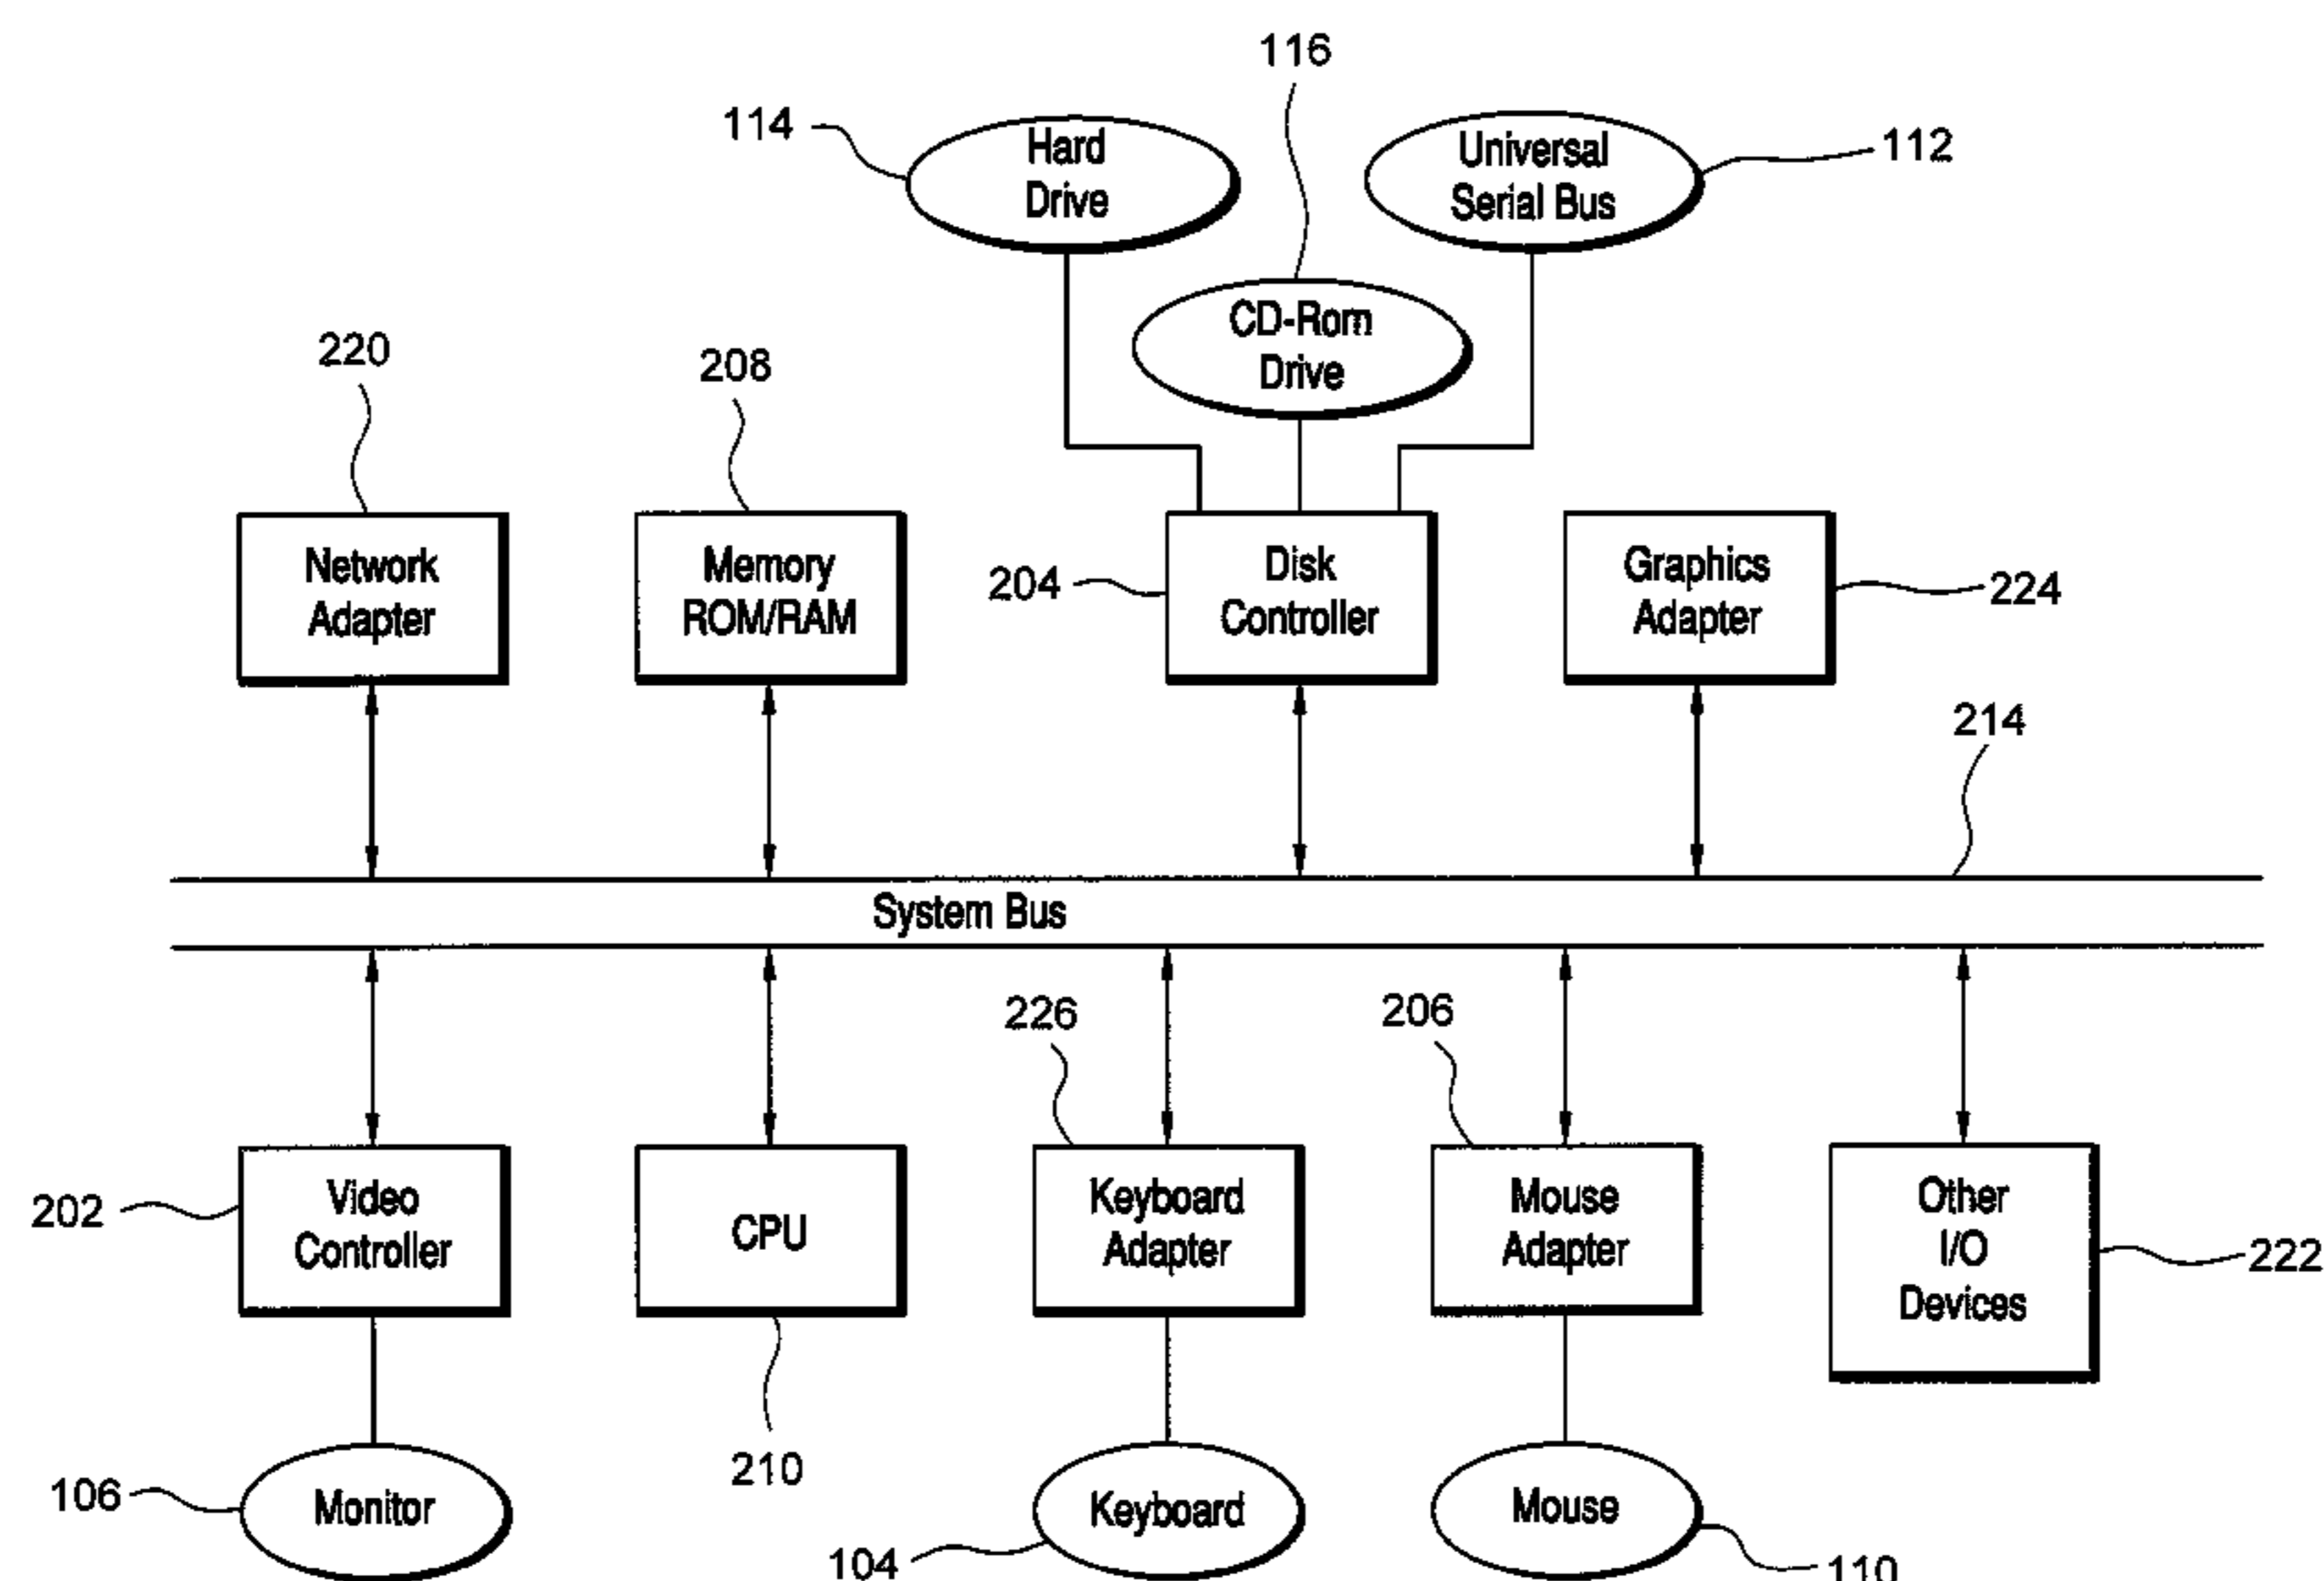 116
114
Hard
Drive
Universal
Serial Bus
112
CD-Rom
Drive
220
208
Network
Adapter
Memory
ROM/RAM
204
Disk
Controller
Graphics
Adapter
224
214
System Bus
226
206
202
Video
Controller
CPU
Keyboard
Adapter
Mouse
Adapter
Other
I/O
Devices
222
210
106
Monitor
Keyboard
104
Mouse
110